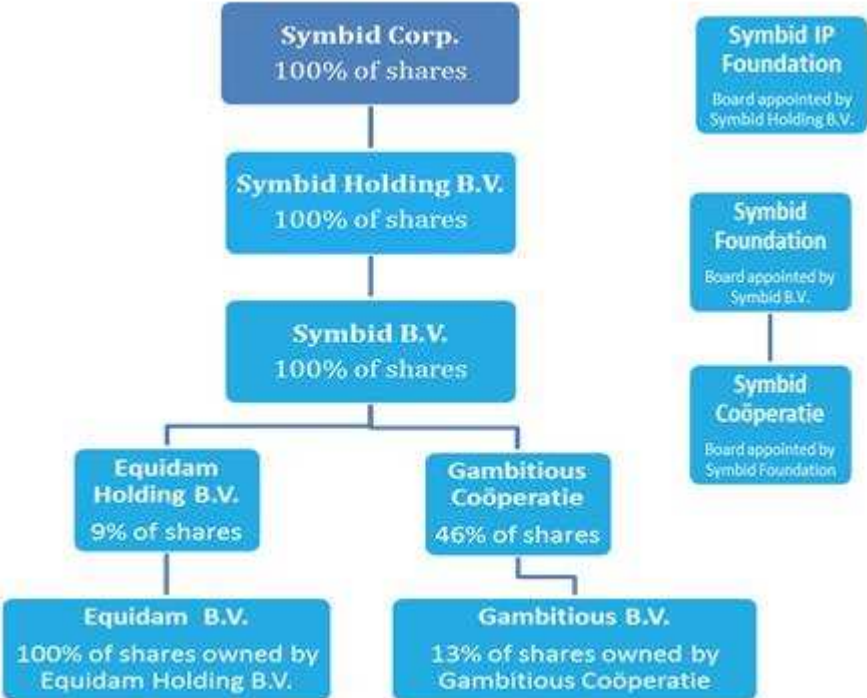 Symbid Corp.
100% of shares
Symbid Holding B.V.
100% of shares
Symbid B.V.
100% of shares
Equidam
Holding B.V.
9% of shares
Gambitious
Coöperatie
46% of shares
Equidam B.V.
100% of shares owned by
Equidam Holding B.V.
Gambitious B.V.
13% of shares owned by
Gambitious Coöperatie
Symbid IP
Foundation
Board appointed by
Symbid Holding B.V.
Symbid
Foundation
Board appointed by
Symbid B.V.
Symbid
Coöperatie
Board appointed by
Symbid Foundation